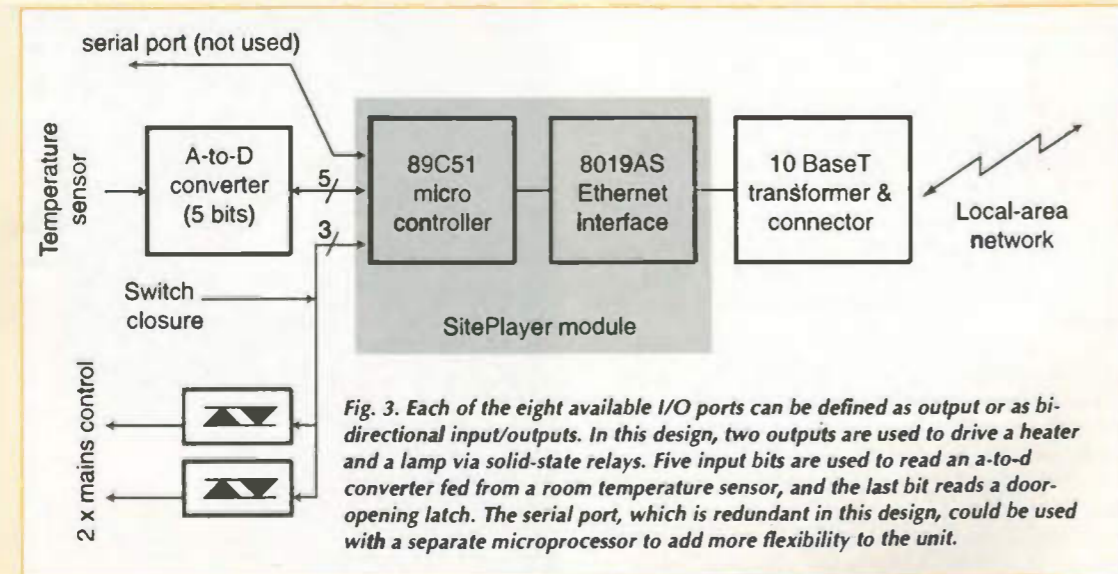 serial port (not used)
Temperature
sensor
A-to-D
converter
(5 bits)
5
3
89C51
micro
controller
8019AS
Ethernet
interface
10 BaseT
transformer &
connector
Local-area
network
Switch
closure
SitePlayer module
2 x mains control
Fig. 3. Each of the eight available I/O ports can be defined as output or as bi-
directional input/outputs. In this design, two outputs are used to drive a heater
and a lamp via solid-state relays. Five input bits are used to read an a-to-d
converter fed from a room temperature sensor, and the last bit reads a door-
opening latch. The serial port, which is redundant in this design, could be used
with a separate microprocessor to add more flexibility to the unit.